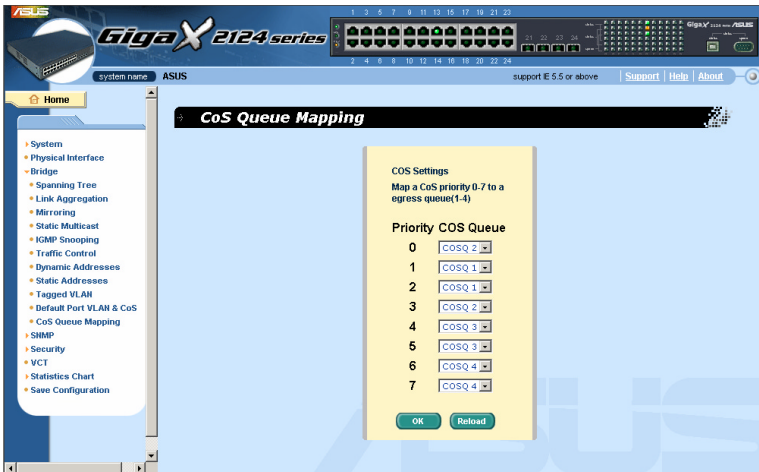 ASUS
GigaX 2124 series
1 3 5 7 9 11 13 15 17 19 21 23
2 4 6 8 10 12 14 16 18 20 22 24
21 22 23 24
GigaX 2124 series /ASUS
system name ASUS
support IE 5.5 or above
Support | Help | About
Home
System
Physical Interface
Bridge
Spanning Tree
Link Aggregation
Mirroring
Static Multicast
IGMP Snooping
Traffic Control
Dynamic Addresses
Static Addresses
Tagged VLAN
Default Port VLAN & CoS
CoS Queue Mapping
SNMP
Security
VCT
Statistics Chart
Save Configuration
CoS Queue Mapping
COS Settings
Map a CoS priority 0-7 to a
egress queue(1-4)
Priority COS Queue
0 COSQ 2
1 COSQ 1
2 COSQ 1
3 COSQ 2
4 COSQ 3
5 COSQ 3
6 COSQ 4
7 COSQ 4
OK Reload
ASUS